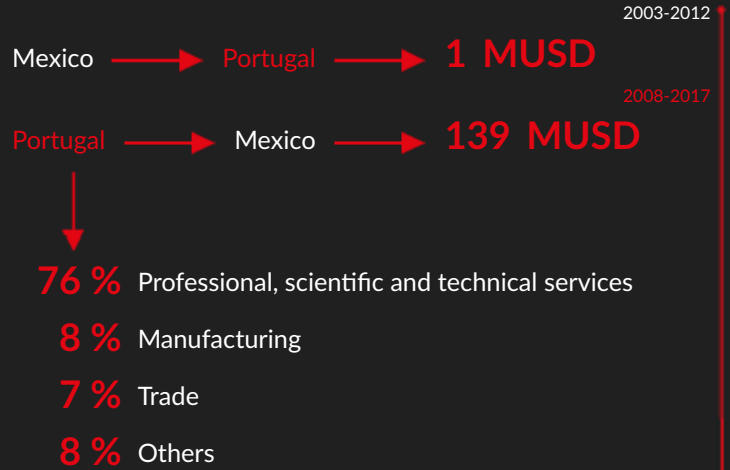 2003-2012
Mexico Portugal 1 MUSD
2008-2017
Portugal Mexico 139 MUSD
76 % Professional, scientific and technical services
8 % Manufacturing
7 % Trade
8 % Others